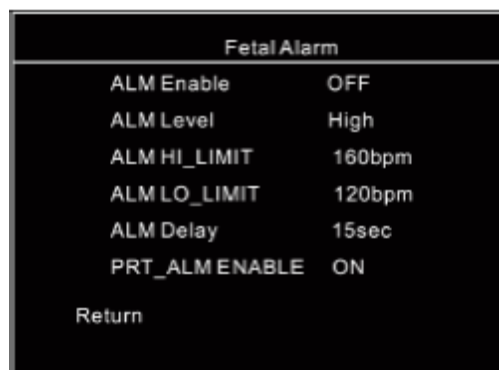 Fetal Alarm
ALM Enable OFF
ALM Level High
ALM HI_LIMIT 160bpm
ALM LO_LIMIT 120bpm
ALM Delay 15sec
PRT_ALM ENABLE ON
Return